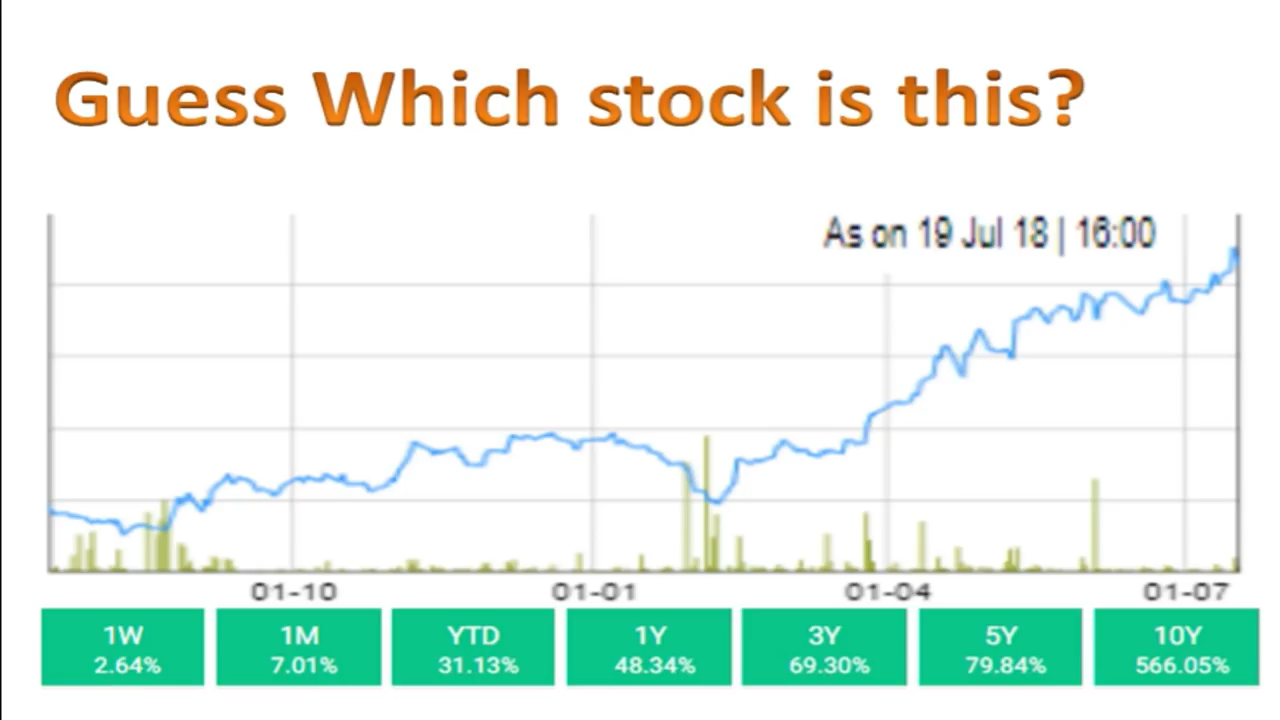 Guess Which stock is this?
As on 19 Jul 18 | 16:00
01-10 01-01 01-04 01-07
1W 1M YTD 1Y 3Y 5Y 10Y
2.64% 7.01% 31.13% 48.34% 69.30% 79.84% 566.05%